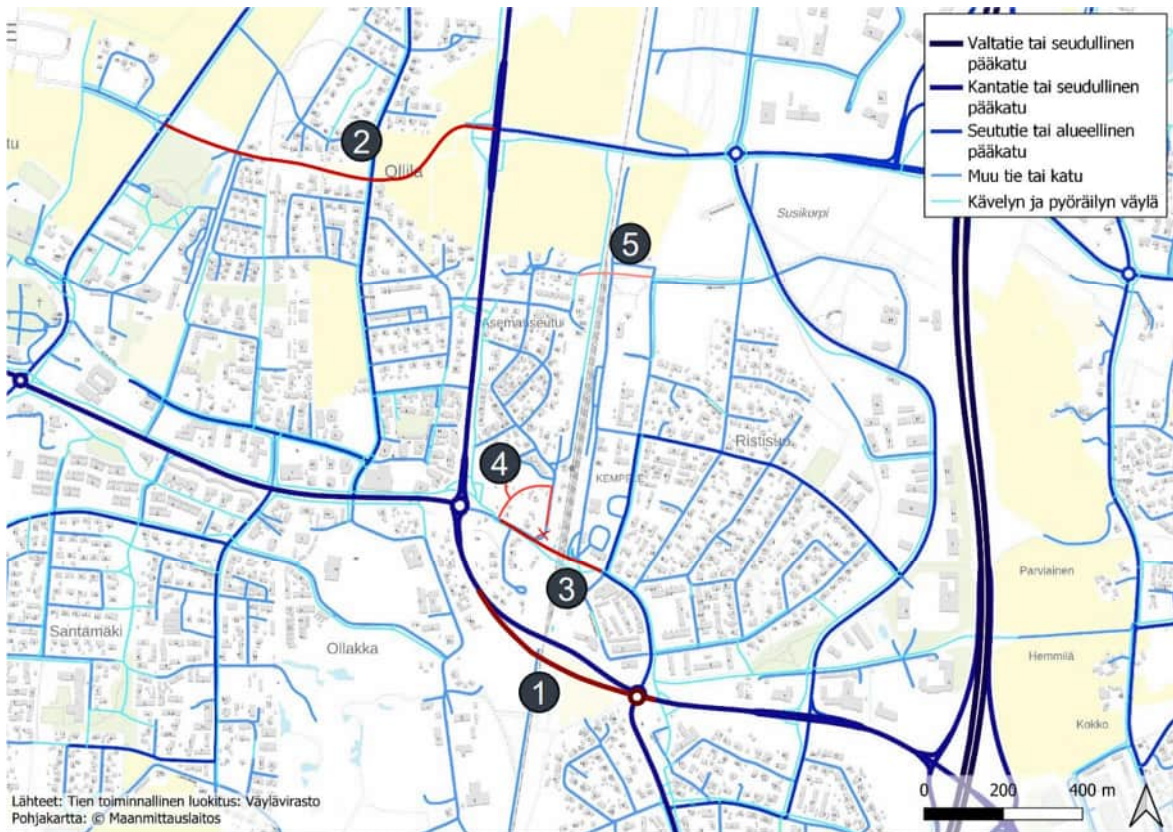 Valtatie tai seudullinen
pääkatu
Kantatie tai seudullinen
pääkatu
Seututie tai alueellinen
pääkatu
Muu tie tai katu
Kävelyn ja pyöräilyn väylä
2
Ollila
Susikorpi
5
Asemaseutu
Ristisuo
4
KEMPELE
3
Parviainen
Santamäki
Ollakka
Hemmilä
1
Kokko
0 200 400 m
Lähteet: Tien toiminnallinen luokitus: Väylävirasto
Pohjakartta: © Maanmittauslaitos